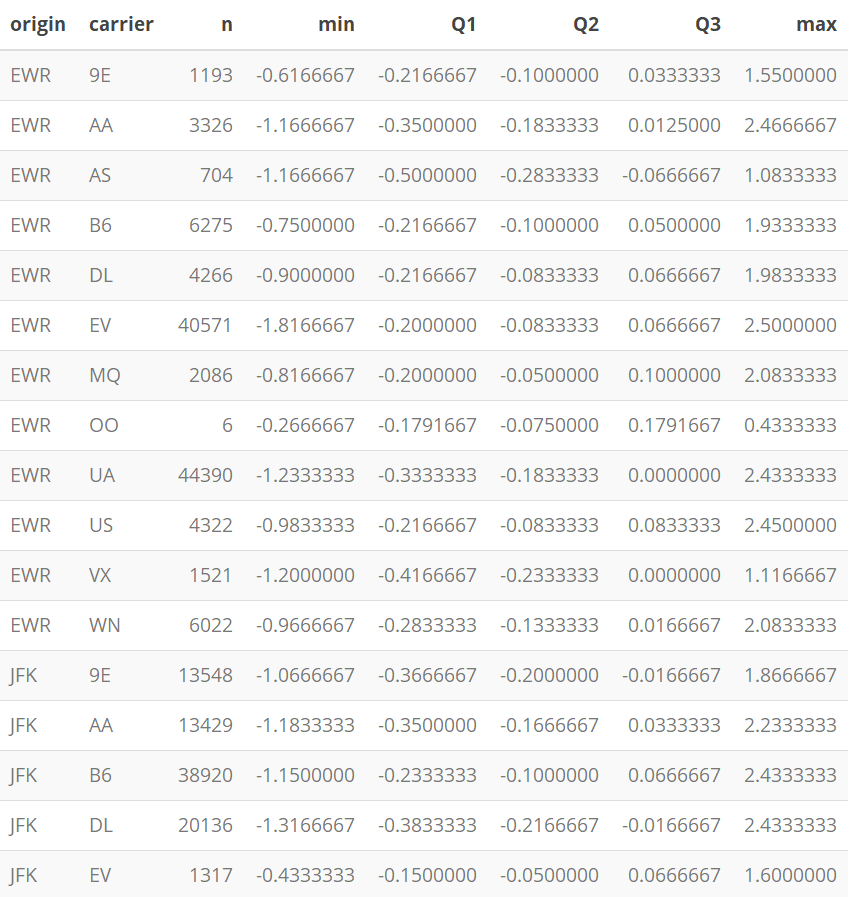 origin carrier n min Q1 Q2 Q3 max
EWR 9E 1193 -0.6166667 -0.2166667 -0.1000000 0.0333333 1.5500000
EWR AA 3326 -1.1666667 -0.3500000 -0.1833333 0.0125000 2.4666667
EWR AS 704 -1.1666667 -0.5000000 -0.2833333 -0.0666667 1.0833333
EWR B6 6275 -0.7500000 -0.2166667 -0.1000000 0.0500000 1.9333333
EWR DL 4266 -0.9000000 -0.2166667 -0.0833333 0.0666667 1.9833333
EWR EV 40571 -1.8166667 -0.2000000 -0.0833333 0.0666667 2.5000000
EWR MQ 2086 -0.8166667 -0.2000000 -0.0500000 0.1000000 2.0833333
EWR OO 6 -0.2666667 -0.1791667 -0.0750000 0.1791667 0.4333333
EWR UA 44390 -1.2333333 -0.3333333 -0.1833333 0.0000000 2.4333333
EWR US 4322 -0.9833333 -0.2166667 -0.0833333 0.0833333 2.4500000
EWR VX 1521 -1.2000000 -0.4166667 -0.2333333 0.0000000 1.1166667
EWR WN 6022 -0.9666667 -0.2833333 -0.1333333 0.0166667 2.0833333
JFK 9E 13548 -1.0666667 -0.3666667 -0.2000000 -0.0166667 1.8666667
JFK AA 13429 -1.1833333 -0.3500000 -0.1666667 0.0333333 2.2333333
JFK B6 38920 -1.1500000 -0.2333333 -0.1000000 0.0666667 2.4333333
JFK DL 20136 -1.3166667 -0.3833333 -0.2166667 -0.0166667 2.4333333
JFK EV 1317 -0.4333333 -0.1500000 -0.0500000 0.0666667 1.6000000